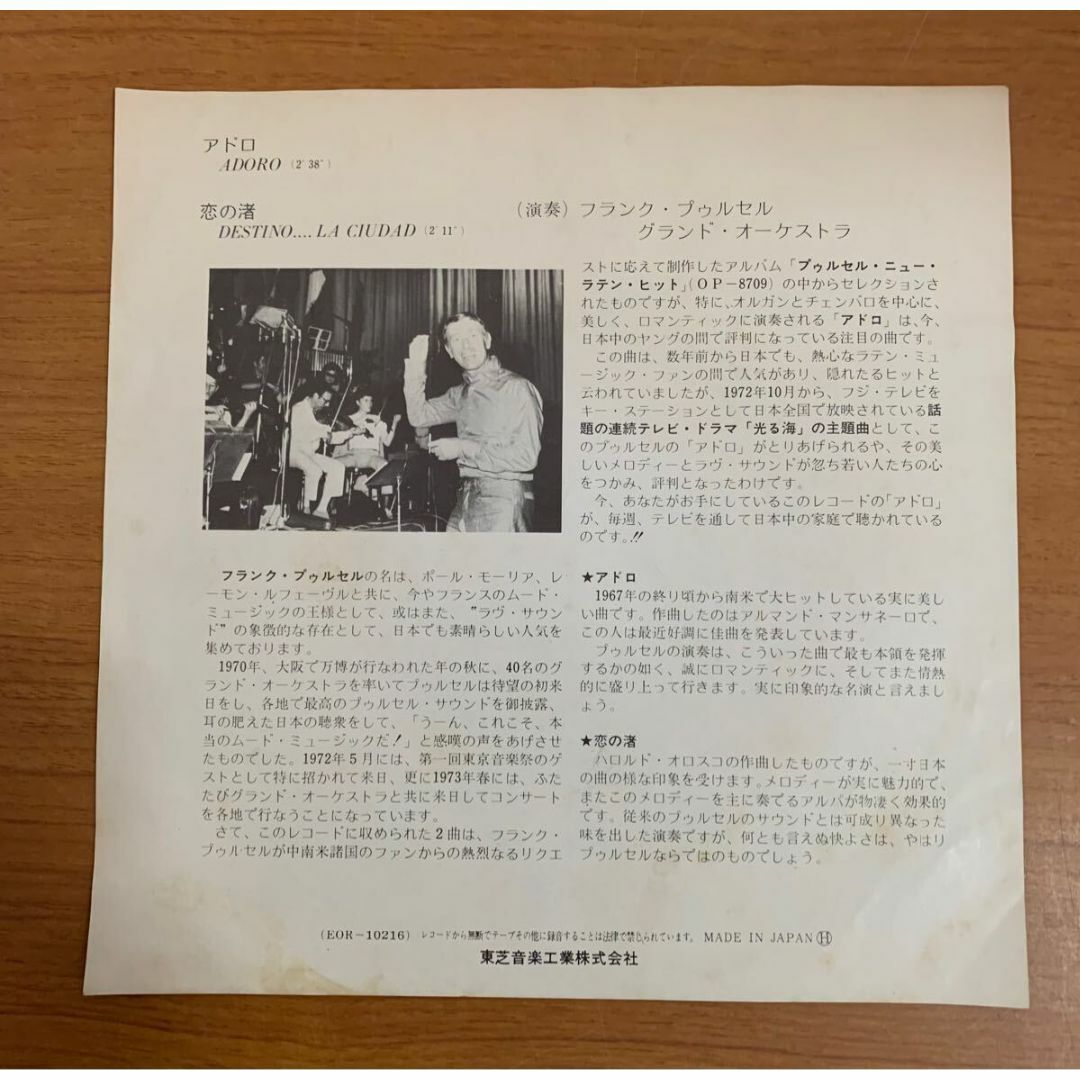 アドロ
ADORO (2′38″)
恋の渚
DESTINO.... LA CIUDAD (2′11″)
(演奏) フランク・プゥルセル
グランド・オーケストラ
フランク・プゥルセルの名は、ポール・モーリア、レ
ーモン・ルフェーヴルと共に、今やフランスのムード・
ミュージックの王様として、或はまた、“ラヴ・サウン
ド”の象徴的な存在として、日本でも素晴らしい人気を
集めております。
1970年、大阪で万博が行なわれた年の秋に、40名のグ
ランド・オーケストラを率いてプゥルセルは待望の初来
日をし、各地で最高のプゥルセル・サウンドを御披露、
耳の肥えた日本の聴衆をして、「うーん、これこそ、本
当のムード・ミュージックだ!」と感嘆の声をあげさせ
たものでした。1972年5月には、第一回東京音楽祭のゲ
ストとして特に招かれて来日、更に1973年春には、ふた
たびグランド・オーケストラと共に来日してコンサート
を各地で行なうことになっています。
さて、このレコードに収められた2曲は、フランク・
プゥルセルが中南米諸国のファンからの熱烈なるリクエ
ストに応えて制作したアルバム「プゥルセル・ニュー・
ラテン・ヒット」(OP-8709)の中からセレクションさ
れたものですが、特に、オルガンとチェンバロを中心に、
美しく、ロマンティックに演奏される「アドロ」は、今、
日本中のヤングの間で評判になっている注目の曲です。
この曲は、数年前から日本でも、熱心なラテン・ミュ
ージック・ファンの間で人気があり、隠れたるヒットと
云われていましたが、1972年10月から、フジ・テレビを
キー・ステーションとして日本全国で放映されている話
題の連続テレビ・ドラマ「光る海」の主題曲として、こ
のプゥルセルの「アドロ」がとりあげられるや、その美
しいメロディーとラヴ・サウンドが忽ち若い人たちの心
をつかみ、評判となったわけです。
今、あなたがお手にしているこのレコードの「アドロ」
が、毎週、テレビを通して日本中の家庭で聴かれている
のです。!!
★アドロ
1967年の終り頃から南米で大ヒットしている実に美し
い曲です。作曲したのはアルマンド・マンサネーロで、
この人は最近好調に佳曲を発表しています。
プゥルセルの演奏は、こういった曲で最も本領を発揮
するかの如く、誠にロマンティックに、そしてまた情熱
的に盛り上って行きます。実に印象的な名演と言えまし
ょう。
★恋の渚
ハロルド・オロスコの作曲したものですが、一寸日本
の曲の様な印象を受けます。メロディーが実に魅力的で、
またこのメロディーを主に奏でるアルパが物凄く効果的
です。従来のプゥルセルのサウンドとは可成り異なった
味を出した演奏ですが、何とも言えぬ快よさは、やはり
プゥルセルならではのものでしょう。
(EOR-10216) レコードから無断でテープその他に録音することは法律で禁じられています。 MADE IN JAPAN Ⓗ
東芝音楽工業株式会社